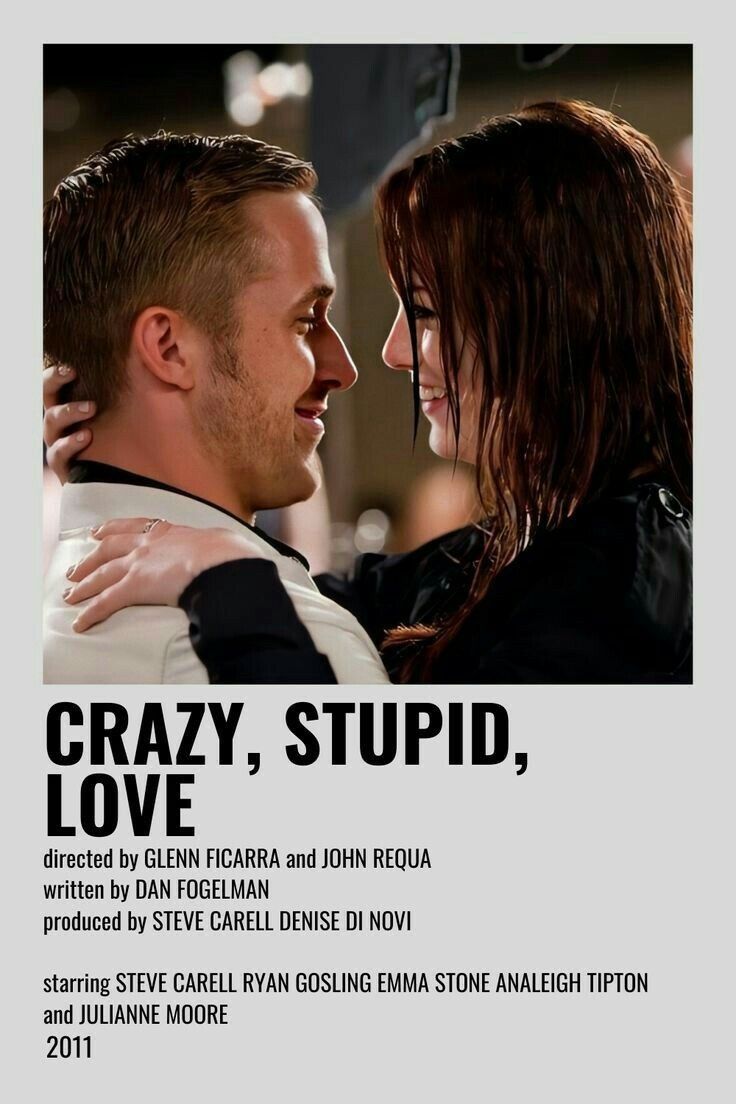 CRAZY, STUPID,
LOVE
directed by GLENN FICARRA and JOHN REQUA
written by DAN FOGELMAN
produced by STEVE CARELL DENISE DI NOVI
starring STEVE CARELL RYAN GOSLING EMMA STONE ANALEIGH TIPTON
and JULIANNE MOORE
2011